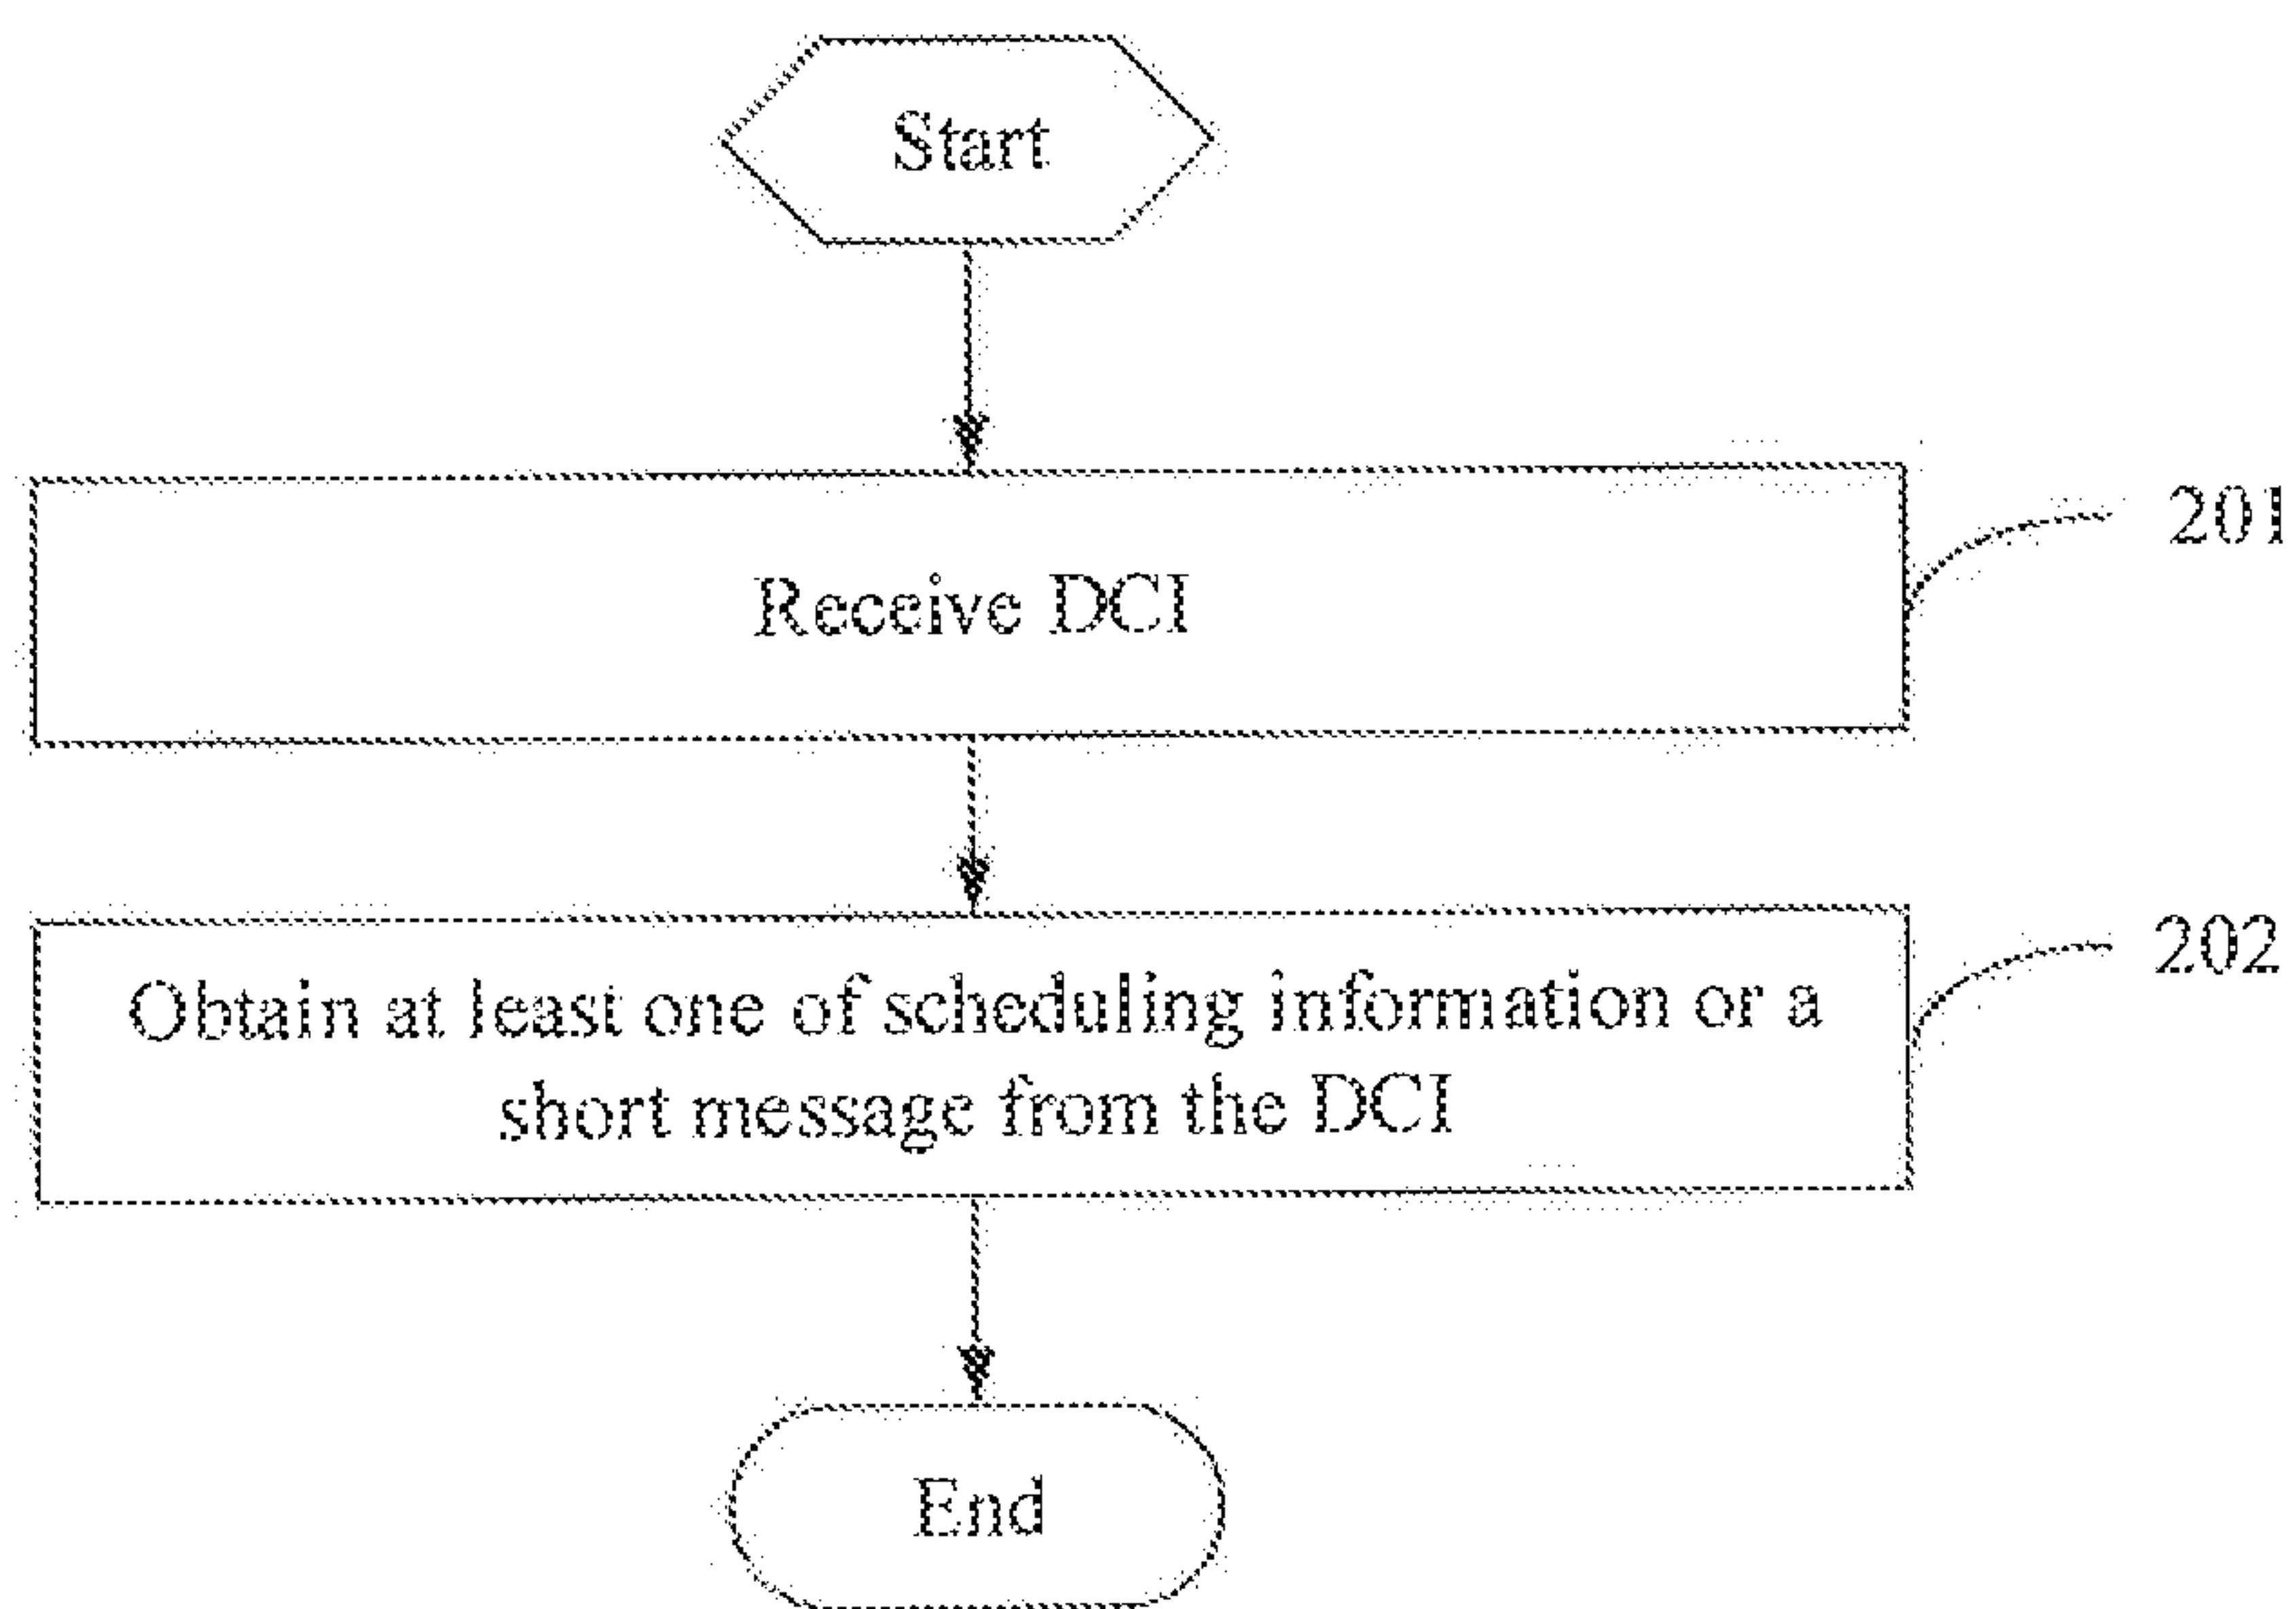 Start
Receive DCI
201
Obtain at least one of scheduling information or a
short message from the DCI
202
End